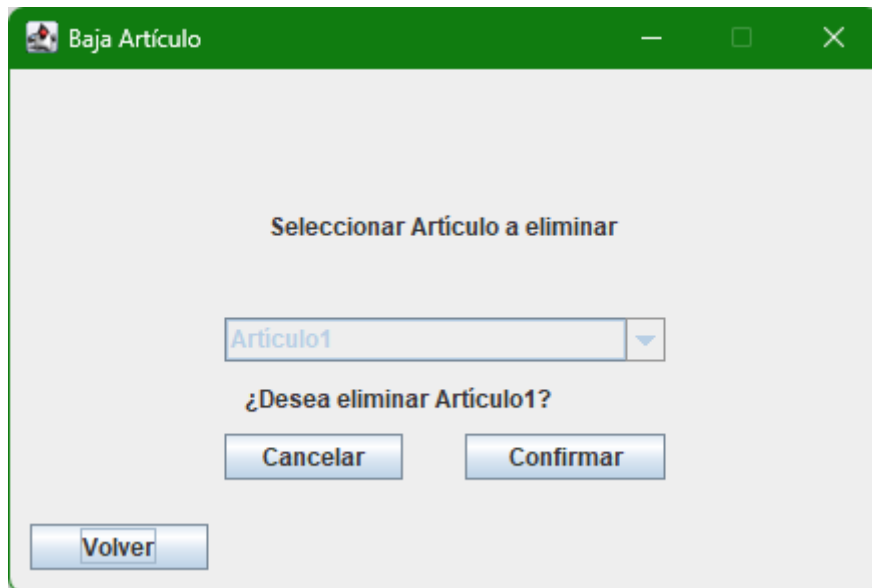 Baja Artículo
Seleccionar Artículo a eliminar
Artículo1
¿Desea eliminar Artículo1?
Cancelar Confirmar
Volver